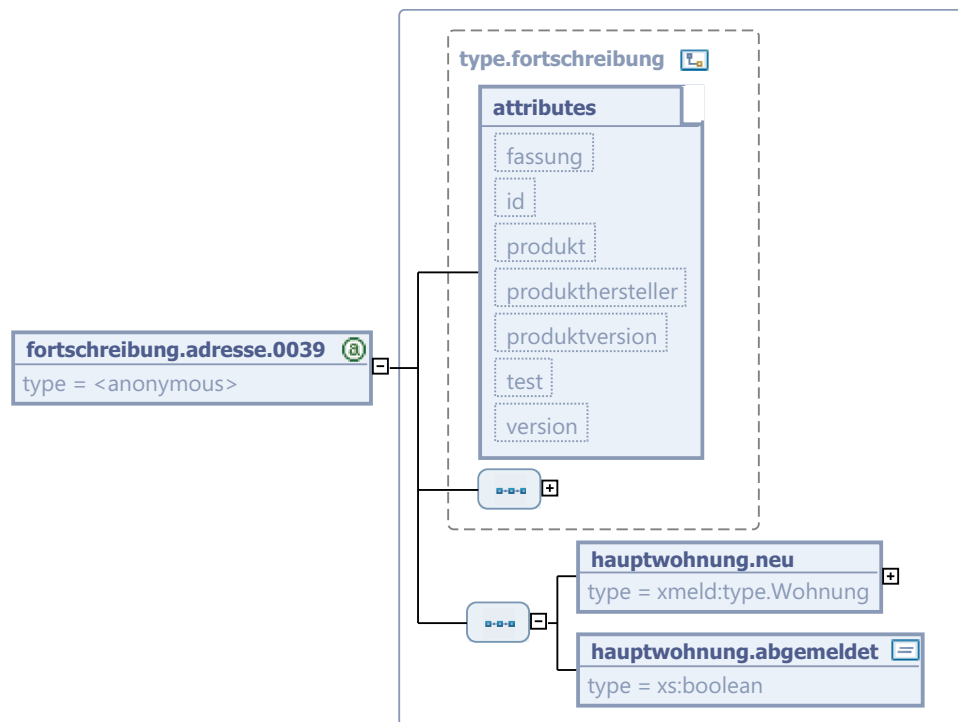 type.fortschreibung
attributes
fassung
id
produkt
produkthersteller
produktversion
test
version
fortschreibung.adresse.0039
type = <anonymous>
hauptwohnung.neu
type = xmeld:type.Wohnung
hauptwohnung.abgemeldet
type = xs:boolean